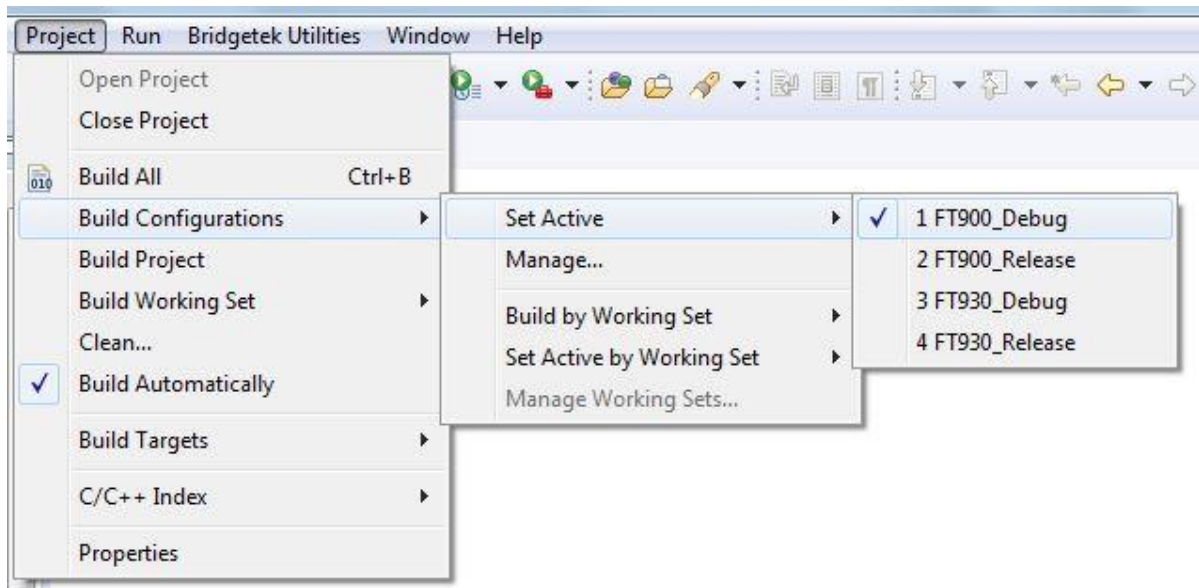 Project Run Bridgetek Utilities Window Help
Open Project
Close Project
Build All Ctrl+B
Build Configurations
Build Project
Build Working Set
Clean...
Build Automatically
Build Targets
C/C++ Index
Properties
Set Active
Manage...
Build by Working Set
Set Active by Working Set
Manage Working Sets...
1 FT900_Debug
2 FT900_Release
3 FT930_Debug
4 FT930_Release